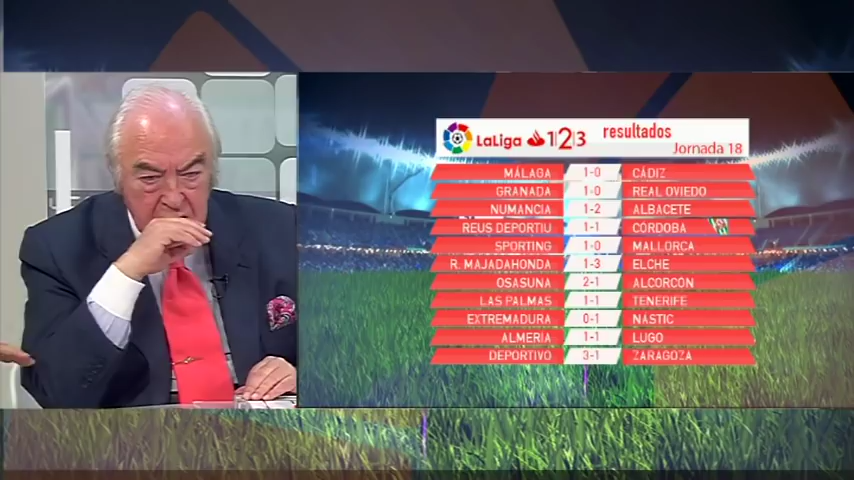 LaLiga 1|2|3 resultados
Jornada 18
MÁLAGA 1-0 CÁDIZ
GRANADA 1-0 REAL OVIEDO
NUMANCIA 1-2 ALBACETE
REUS DEPORTIU 1-1 CÓRDOBA
SPORTING 1-0 MALLORCA
R. MAJADAHONDA 1-3 ELCHE
OSASUNA 2-1 ALCORCÓN
LAS PALMAS 1-1 TENERIFE
EXTREMADURA 0-1 NÁSTIC
ALMERÍA 1-1 LUGO
DEPORTIVO 3-1 ZARAGOZA